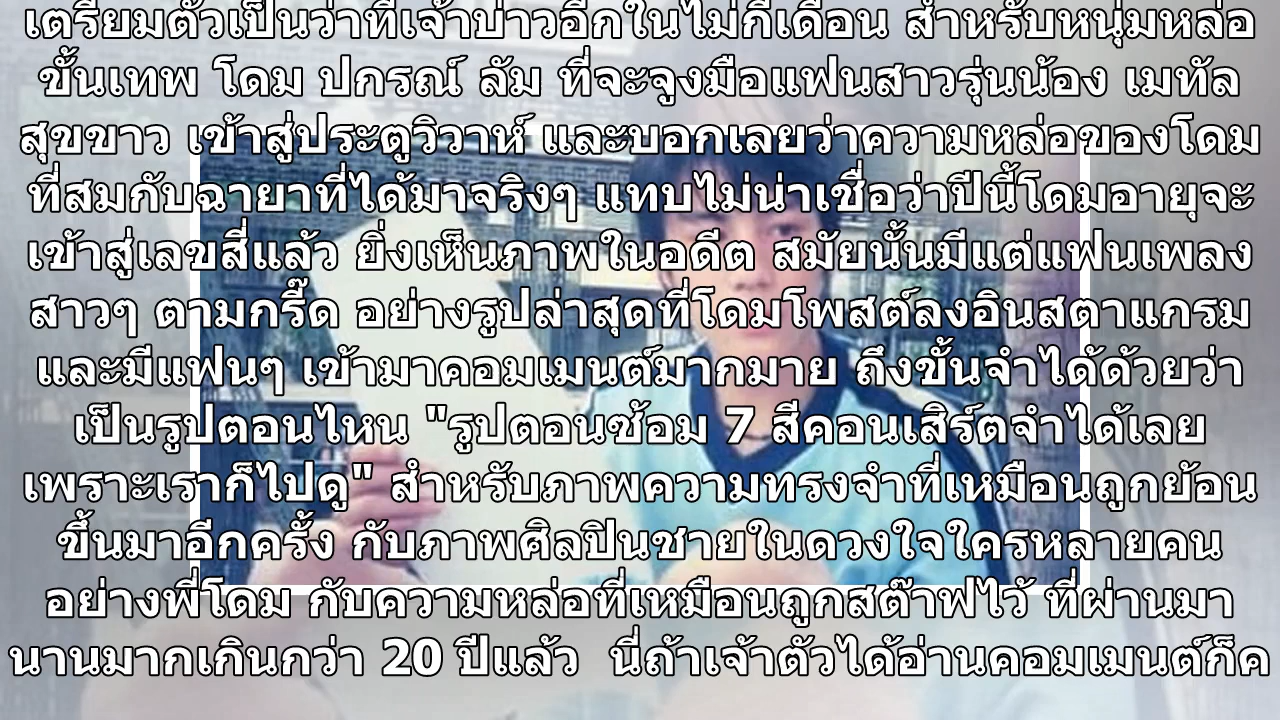 เตรียมตัวเป็นว่าที่เจ้าบ่าวอีกในไม่กี่เดือน สำหรับหนุ่มหล่อ
ขั้นเทพ โดม ปกรณ์ ลัม ที่จะจูงมือแฟนสาวรุ่นน้อง เมทัล
สุขขาว เข้าสู่ประตูวิวาห์ และบอกเลยว่าความหล่อของโดม
ที่สมกับฉายาที่ได้มาจริงๆ แทบไม่น่าเชื่อว่าปีนี้โดมอายุจะ
เข้าสู่เลขสี่แล้ว ยิ่งเห็นภาพในอดีต สมัยนั้นมีแต่แฟนเพลง
สาวๆ ตามกรี๊ด อย่างรูปล่าสุดที่โดมโพสต์ลงอินสตาแกรม
และมีแฟนๆ เข้ามาคอมเมนต์มากมาย ถึงขั้นจำได้ด้วยว่า
เป็นรูปตอนไหน "รูปตอนซ้อม 7 สีคอนเสิร์ตจำได้เลย
เพราะเราก็ไปดู" สำหรับภาพความทรงจำที่เหมือนถูกย้อน
ขึ้นมาอีกครั้ง กับภาพศิลปินชายในดวงใจใครหลายคน
อย่างพี่โดม กับความหล่อที่เหมือนถูกสต๊าฟไว้ ที่ผ่านมา
นานมากเกินกว่า 20 ปีแล้ว  นี่ถ้าเจ้าตัวได้อ่านคอมเมนต์ก็ค